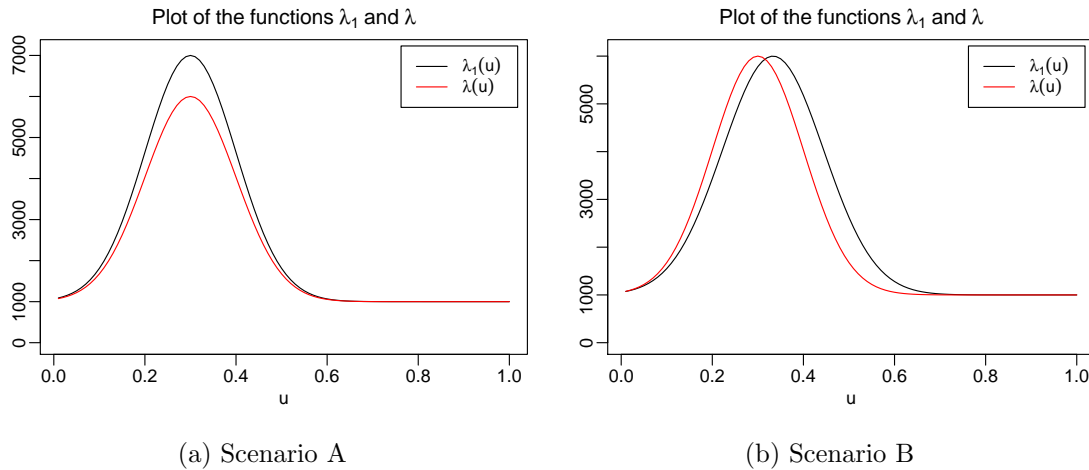 Plot of the functions λ₁ and λ
7000
5000
3000
1000
0
λ₁(u)
λ(u)
0.0 0.2 0.4 0.6 0.8 1.0
u
(a) Scenario A
Plot of the functions λ₁ and λ
5000
3000
1000
0
λ₁(u)
λ(u)
0.0 0.2 0.4 0.6 0.8 1.0
u
(b) Scenario B